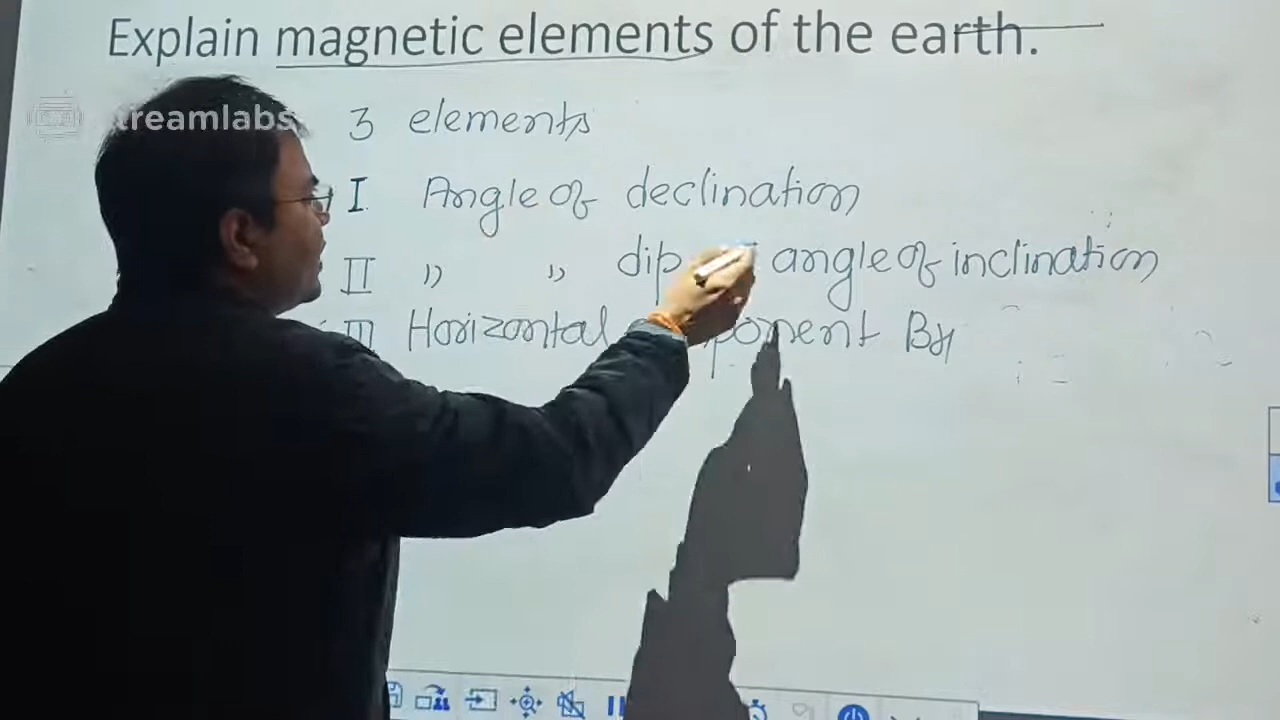 Explain magnetic elements of the earth.
treamlabs
3 elements
I Angle of declination
II " " dip angle of inclination
III Horizontal ponent BH